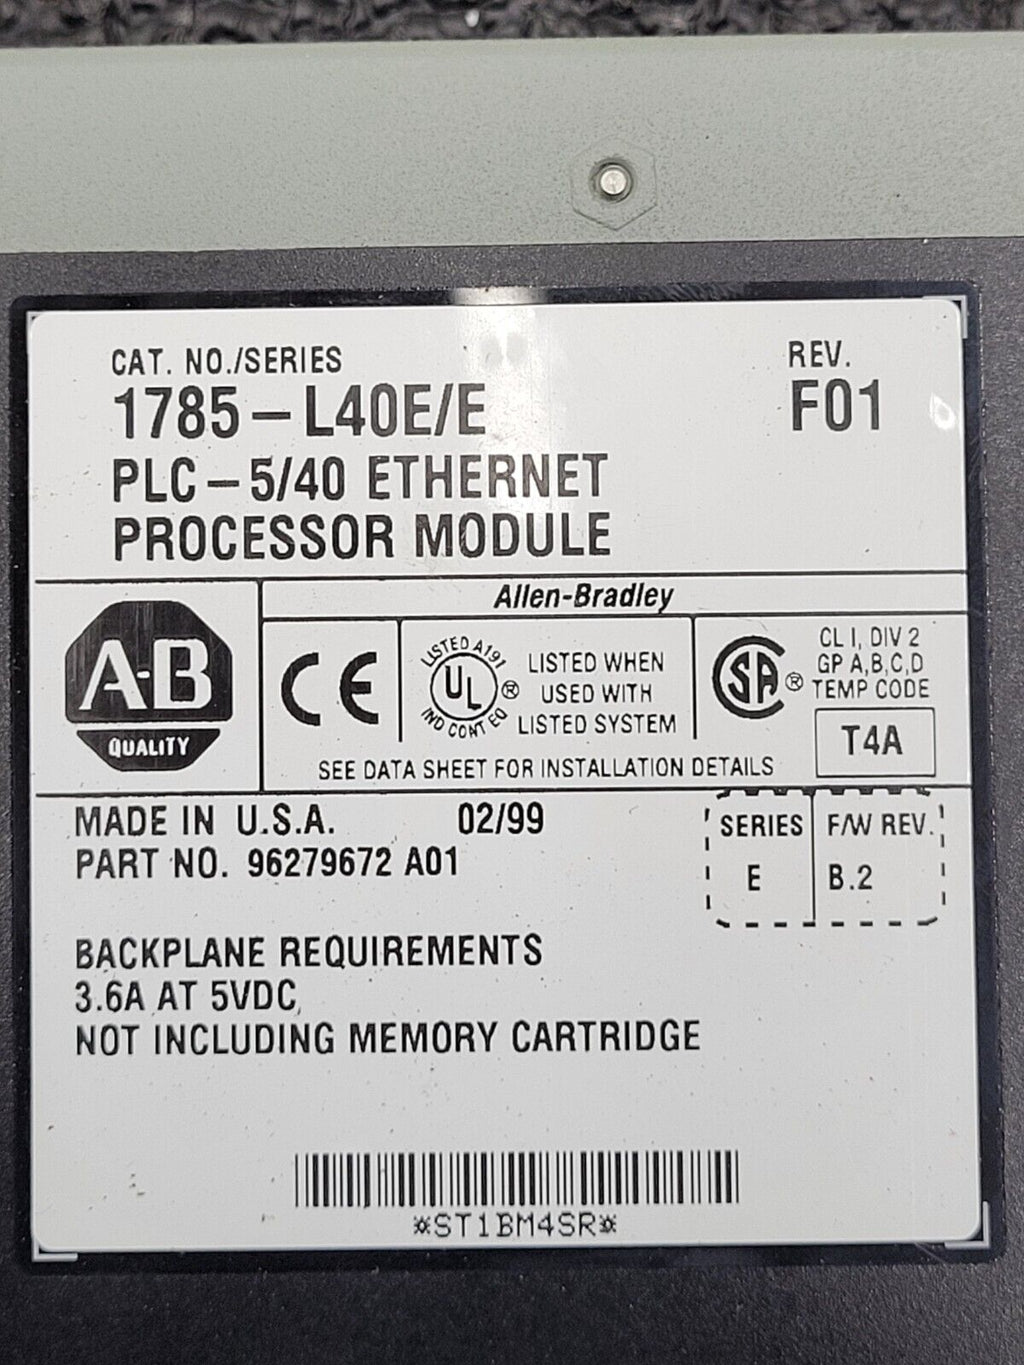 CAT. NO./SERIES
REV.
1785-L40E/E
F01
PLC-5/40 ETHERNET
PROCESSOR MODULE
Allen-Bradley
A-B
QUALITY
CE
LISTED A191
UL
®
IND CONT EQ
LISTED WHEN
USED WITH
LISTED SYSTEM
SA
®
CL I, DIV 2
GP A,B,C,D
TEMP CODE
T4A
SEE DATA SHEET FOR INSTALLATION DETAILS
MADE IN U.S.A. 02/99
PART NO. 96279672 A01
SERIES F/W REV.
E B.2
BACKPLANE REQUIREMENTS
3.6A AT 5VDC
NOT INCLUDING MEMORY CARTRIDGE
*ST1BM4SR*